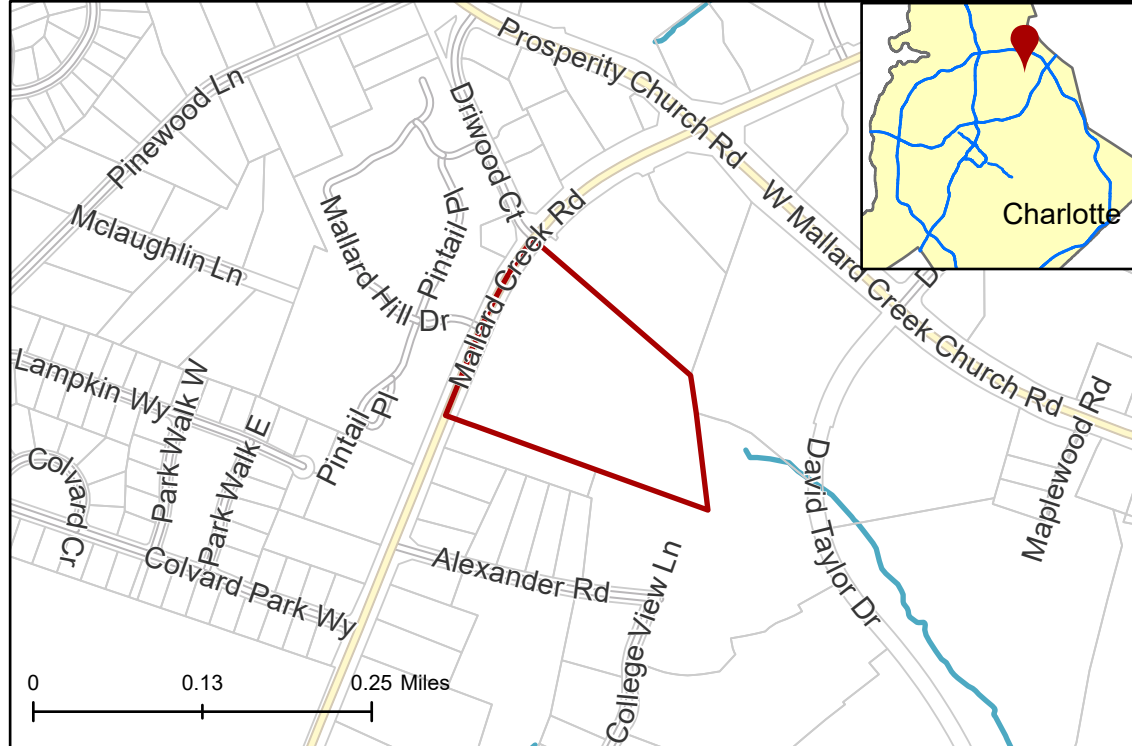 Prosperity Church Rd
Pinewood Ln
Driwood Ct
Charlotte
Mclaughlin Ln
Mallard Hill Dr
Pintail Pl
Mallard Creek Rd
W Mallard Creek Church Rd
D
Lampkin Wy
Park Walk W
Park Walk E
Pintail Pl
Colvard Cr
Colvard Park Wy
Alexander Rd
College View Ln
David Taylor Dr
Maplewood Rd
0 0.13 0.25 Miles